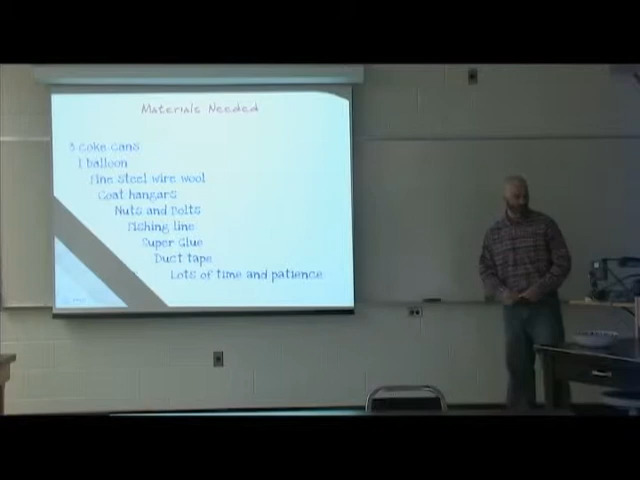 Materials Needed
3 coke cans
1 balloon
Fine Steel wire wool
Coat hangars
Nuts and Bolts
Fishing line
Super Glue
Duct tape
Lots of time and patience